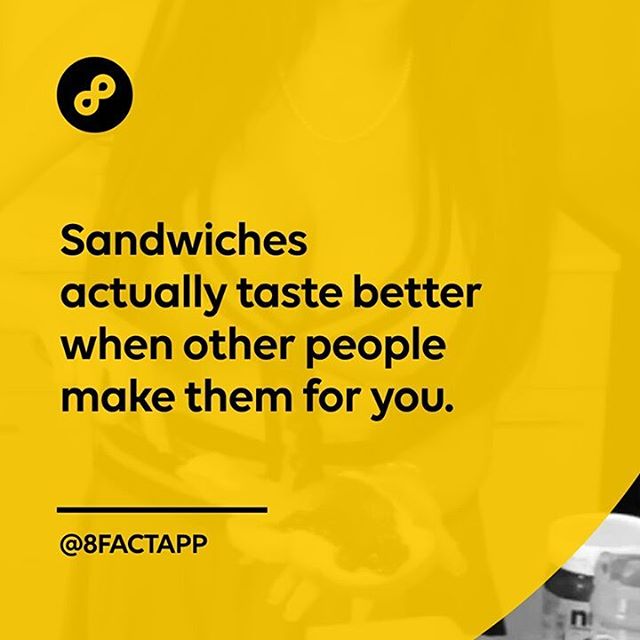 Sandwiches
actually taste better
when other people
make them for you.
@8FACTAPP